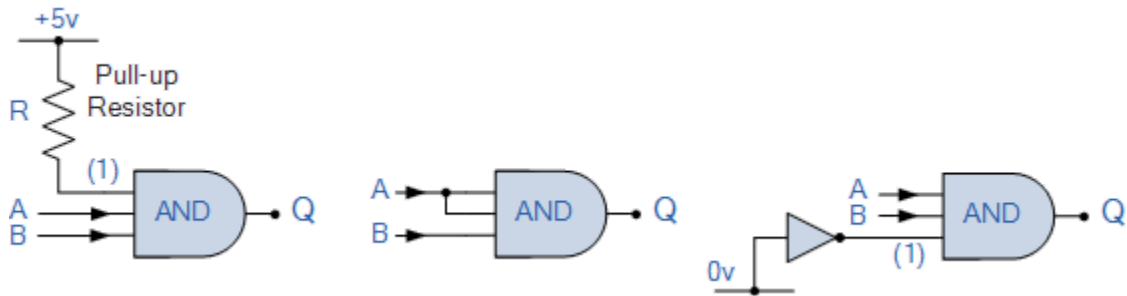 +5v
Pull-up
Resistor
R
(1)
A
B
AND
Q
A
B
AND
Q
A
B
AND
Q
(1)
0v